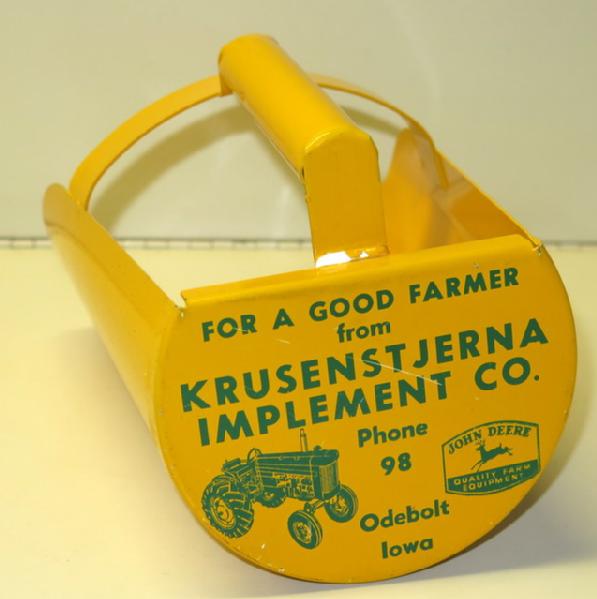 FOR A GOOD FARMER
from
KRUSENSTJERNA
IMPLEMENT CO.
Phone
98
Odebolt
Iowa
JOHN DEERE
QUALITY FARM
EQUIPMENT